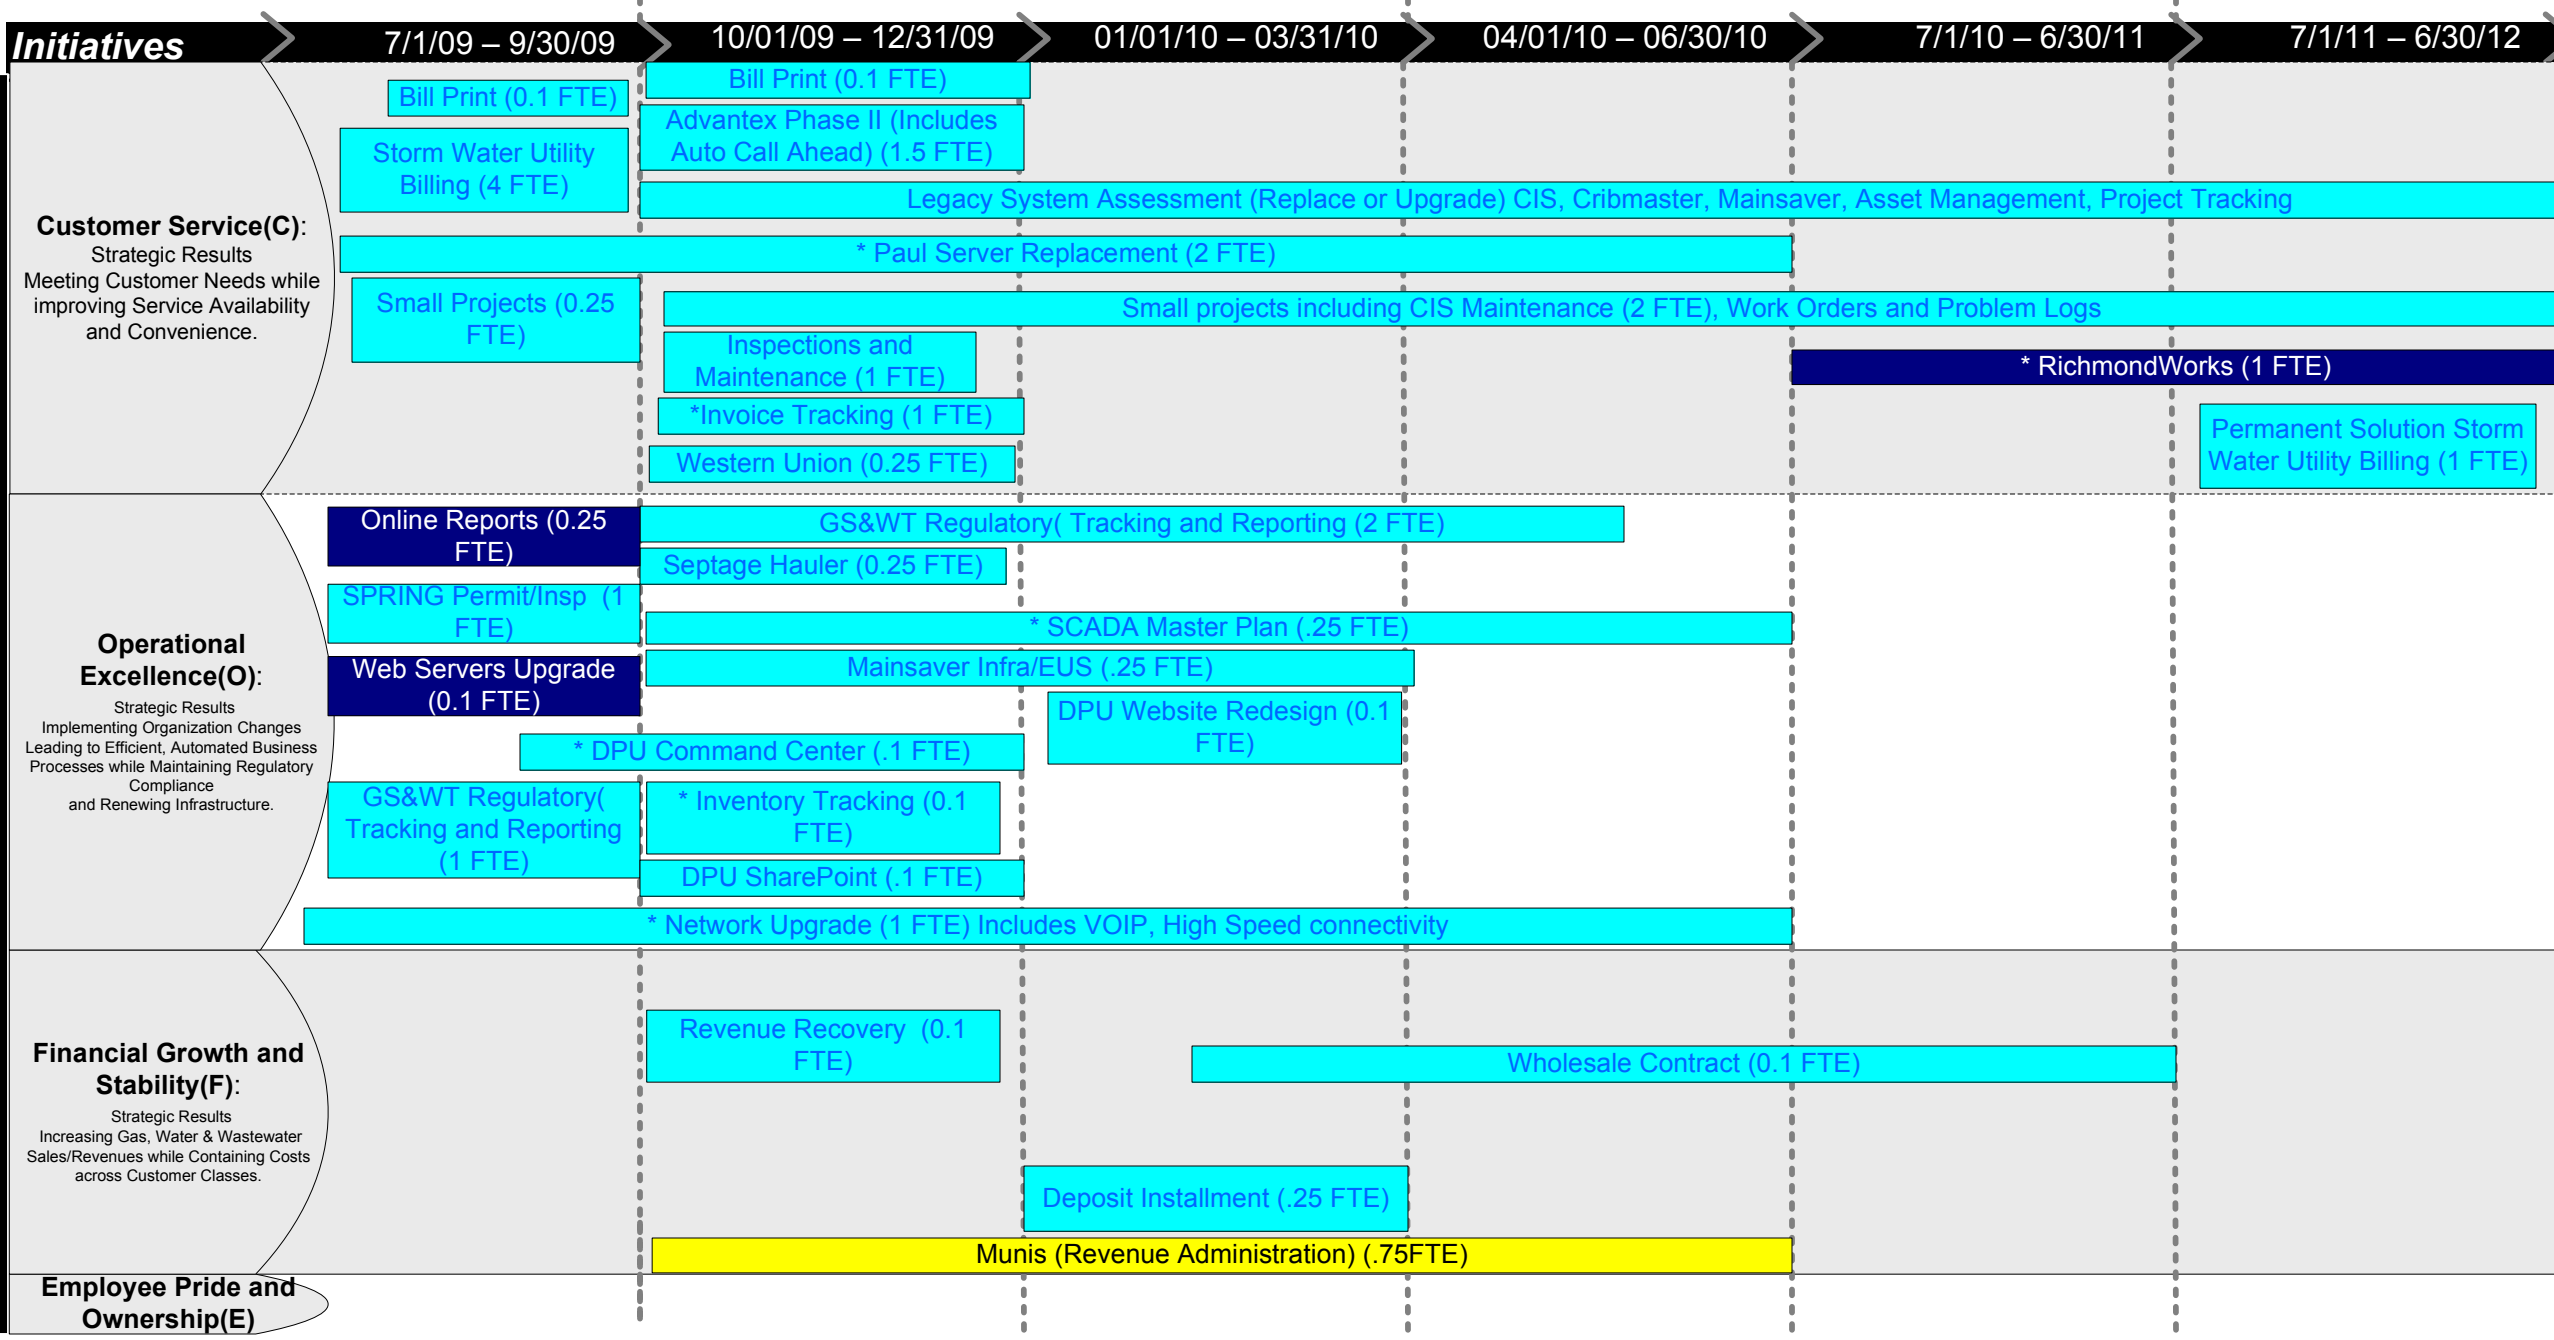 Initiatives
7/1/09 – 9/30/09
10/01/09 – 12/31/09
01/01/10 – 03/31/10
04/01/10 – 06/30/10
7/1/10 – 6/30/11
7/1/11 – 6/30/12
Customer Service(C):
Strategic Results
Meeting Customer Needs while
improving Service Availability
and Convenience.
Bill Print (0.1 FTE)
Bill Print (0.1 FTE)
Storm Water Utility
Billing (4 FTE)
Advantex Phase II (Includes
Auto Call Ahead) (1.5 FTE)
Legacy System Assessment (Replace or Upgrade) CIS, Cribmaster, Mainsaver, Asset Management, Project Tracking
* Paul Server Replacement (2 FTE)
Small Projects (0.25
FTE)
Small projects including CIS Maintenance (2 FTE), Work Orders and Problem Logs
Inspections and
Maintenance (1 FTE)
* RichmondWorks (1 FTE)
*Invoice Tracking (1 FTE)
Western Union (0.25 FTE)
Permanent Solution Storm
Water Utility Billing (1 FTE)
Operational
Excellence(O):
Strategic Results
Implementing Organization Changes
Leading to Efficient, Automated Business
Processes while Maintaining Regulatory
Compliance
and Renewing Infrastructure.
Online Reports (0.25
FTE)
GS&WT Regulatory( Tracking and Reporting (2 FTE)
Septage Hauler (0.25 FTE)
SPRING Permit/Insp  (1
FTE)
* SCADA Master Plan (.25 FTE)
Web Servers Upgrade
(0.1 FTE)
Mainsaver Infra/EUS (.25 FTE)
DPU Website Redesign (0.1
FTE)
* DPU Command Center (.1 FTE)
GS&WT Regulatory(
Tracking and Reporting
(1 FTE)
* Inventory Tracking (0.1
FTE)
DPU SharePoint (.1 FTE)
* Network Upgrade (1 FTE) Includes VOIP, High Speed connectivity
Financial Growth and
Stability(F):
Strategic Results
Increasing Gas, Water & Wastewater
Sales/Revenues while Containing Costs
across Customer Classes.
Revenue Recovery  (0.1
FTE)
Wholesale Contract (0.1 FTE)
Deposit Installment (.25 FTE)
Munis (Revenue Administration) (.75FTE)
Employee Pride and
Ownership(E)